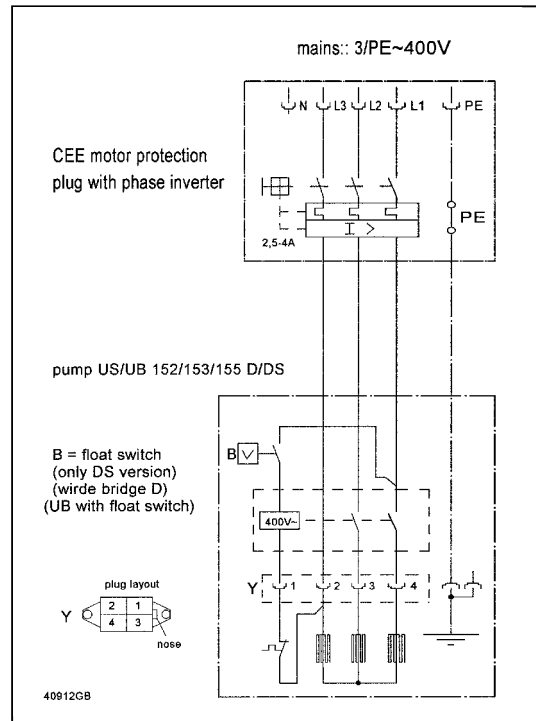 mains:: 3/PE~400V
N L3 L2 L1 PE
CEE motor protection
plug with phase inverter
PE
I >
2,5-4A
pump US/UB 152/153/155 D/DS
B = float switch
(only DS version)
(wirde bridge D)
(UB with float switch)
B
400V~
Y 1 2 3 4
plug layout
Y
2 1
4 3
nose
40912GB